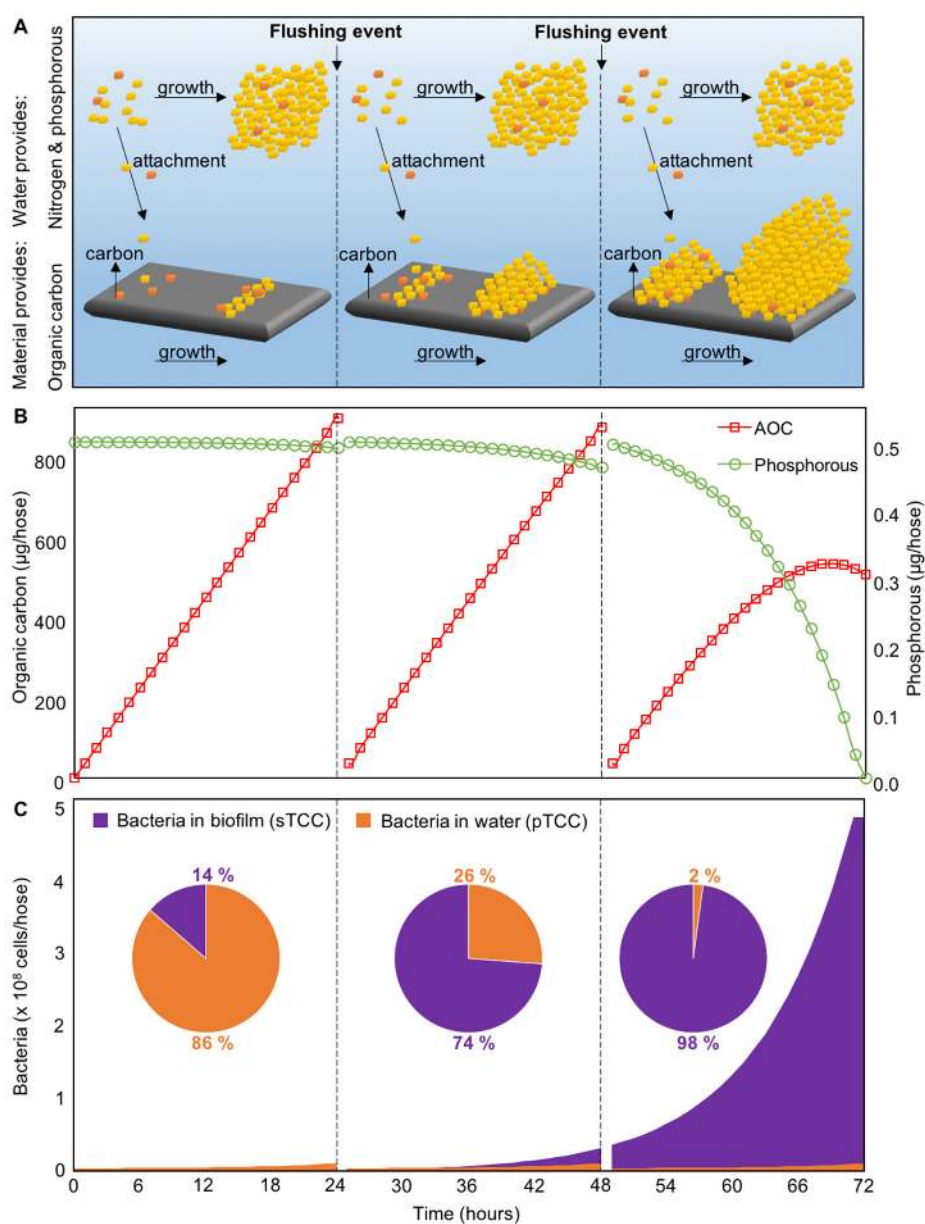 A
Flushing event
Flushing event
Water provides:
Nitrogen & phosphorous
growth
growth
growth
attachment
attachment
attachment
Material provides:
Organic carbon
carbon
carbon
carbon
growth
growth
growth
B
AOC
Phosphorous
Organic carbon (µg/hose)
800
600
400
200
0
Phosphorous (µg/hose)
0.5
0.4
0.3
0.2
0.1
0.0
C
Bacteria in biofilm (sTCC)
Bacteria in water (pTCC)
Bacteria (x 10⁸ cells/hose)
5
4
3
2
1
0
14 %
86 %
26 %
74 %
2 %
98 %
0 6 12 18 24 30 36 42 48 54 60 66 72
Time (hours)